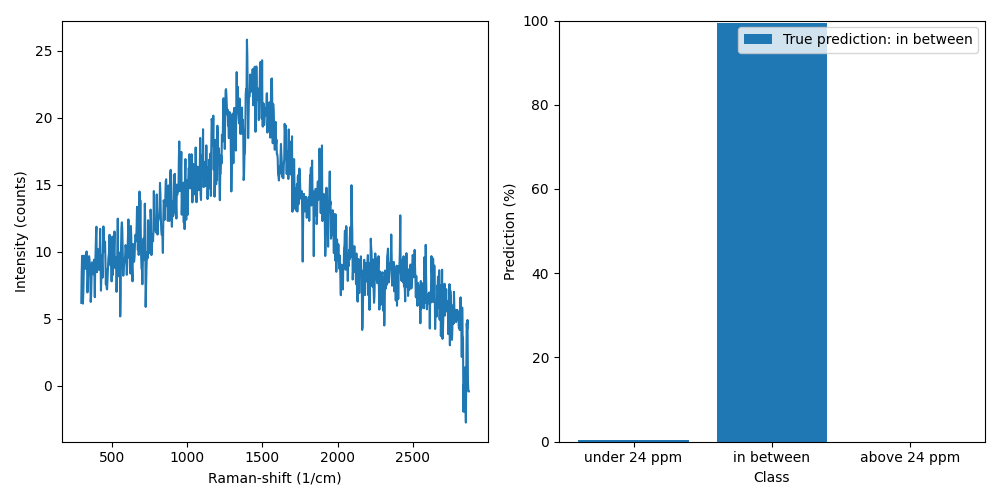 25
20
15
10
5
0
Intensity (counts)
500 1000 1500 2000 2500
Raman-shift (1/cm)
100
80
60
40
20
0
Prediction (%)
True prediction: in between
under 24 ppm in between above 24 ppm
Class